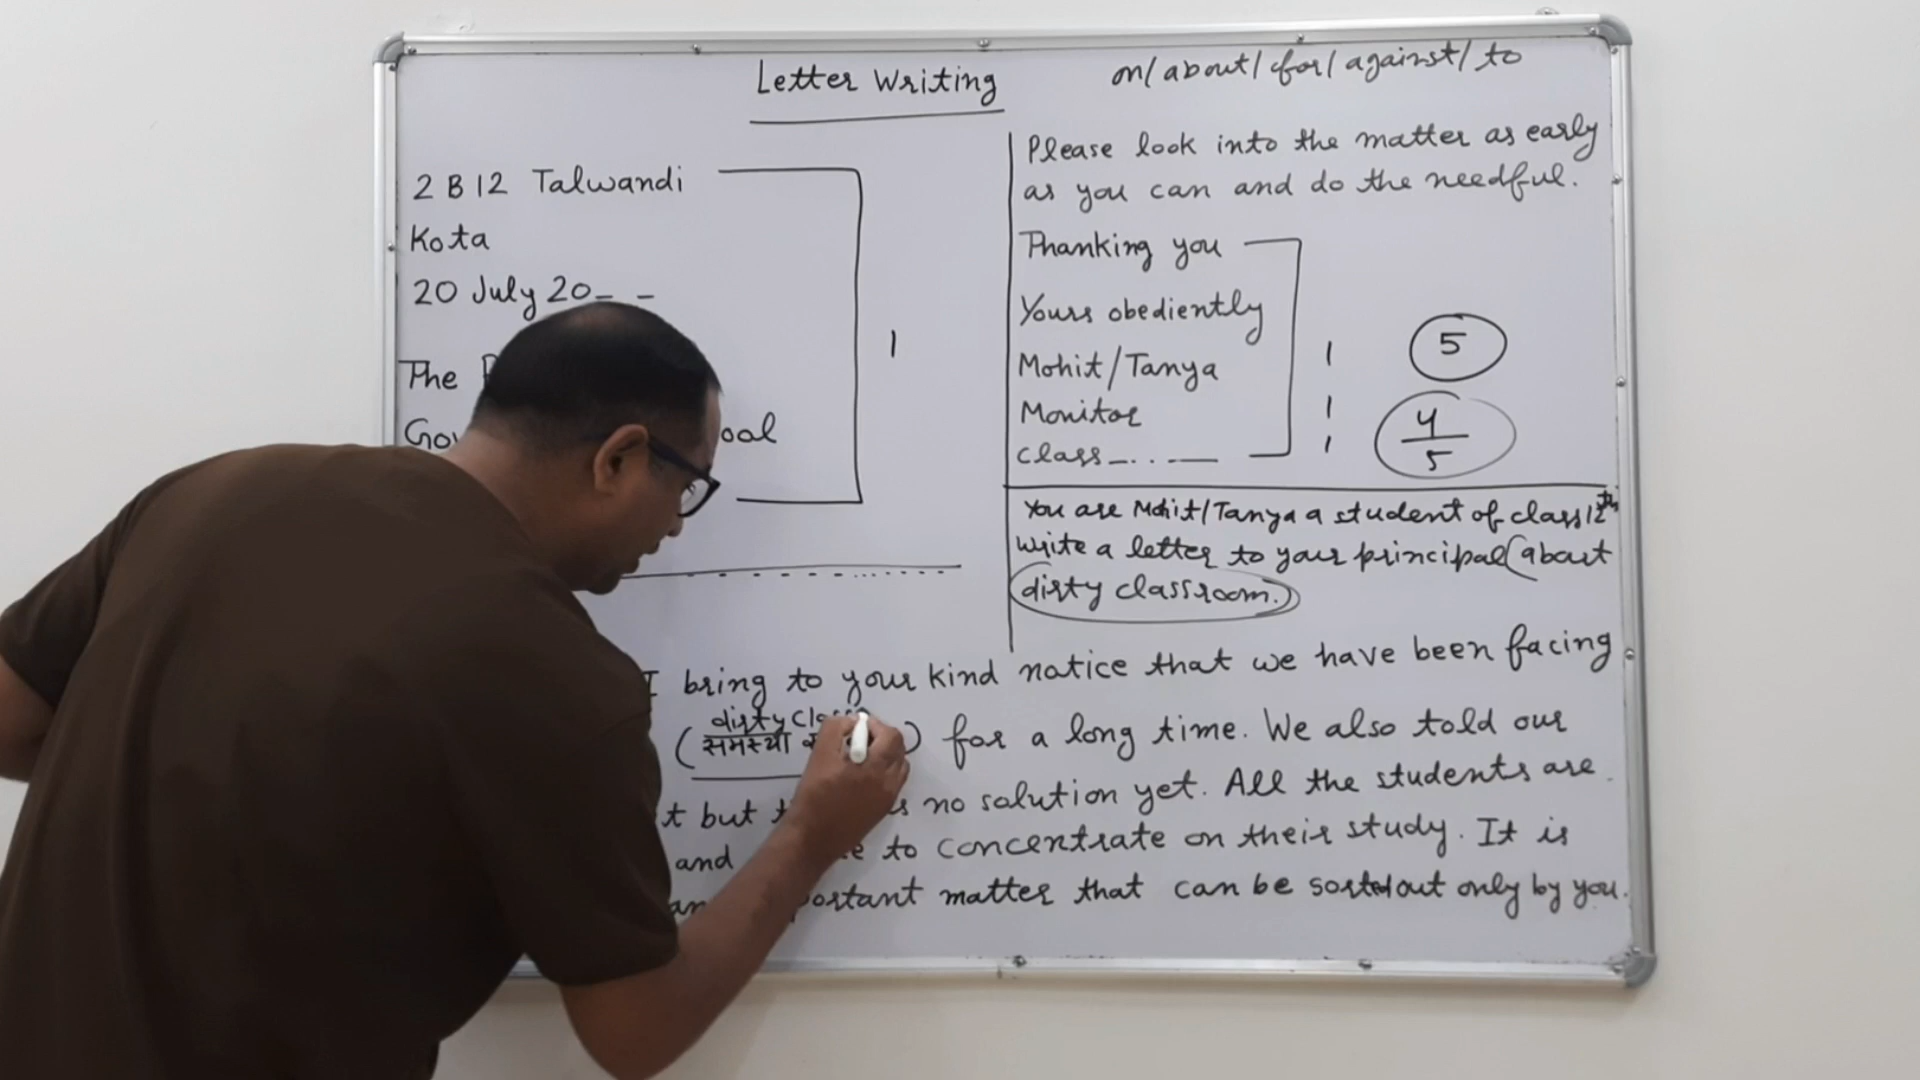 Letter Writing
on/about/for/against/to
2 B 12 Talwandi
Kota
20 July 20- -
The
1
Please look into the matter as early
as you can and do the needful.
Thanking you
Yours obediently
Mohit/Tanya
Monitor
class_.. _
1
1
1
5
4
5
You are Mohit/Tanya a student of class 12th
write a letter to your principal (about
dirty classroom.)
I bring to your kind notice that we have been facing
dirty
(समस्या ) for a long time. We also told our
but no solution yet. All the students are
and to concentrate on their study. It is
matter that can be sorted out only by you.